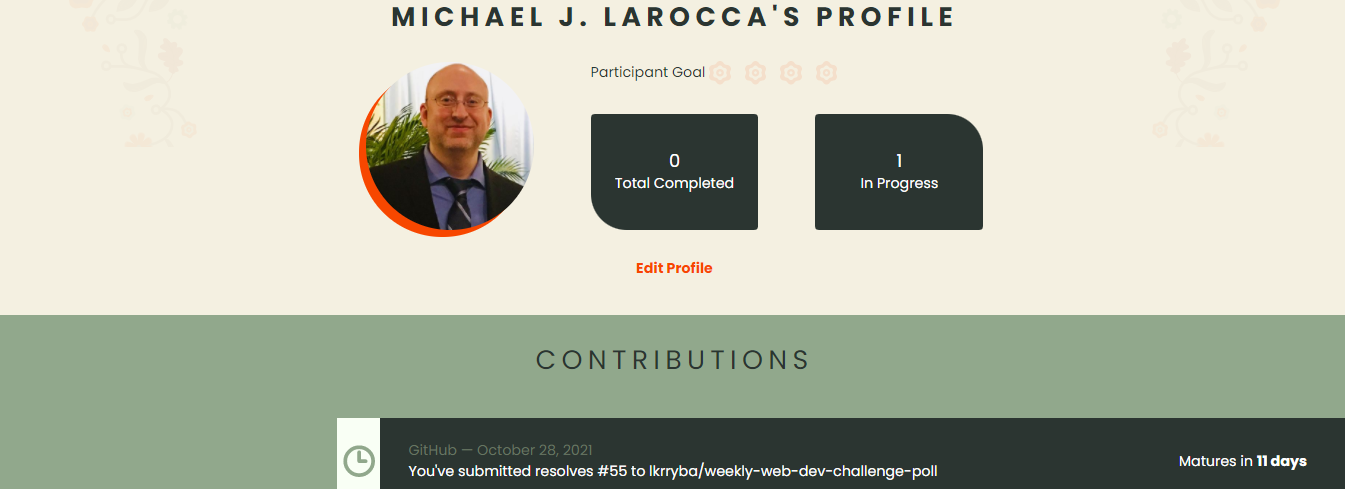 MICHAEL J. LAROCCA'S PROFILE
Participant Goal
0
Total Completed
1
In Progress
Edit Profile
CONTRIBUTIONS
GitHub — October 28, 2021
You've submitted resolves #55 to lkrryba/weekly-web-dev-challenge-poll
Matures in 11 days